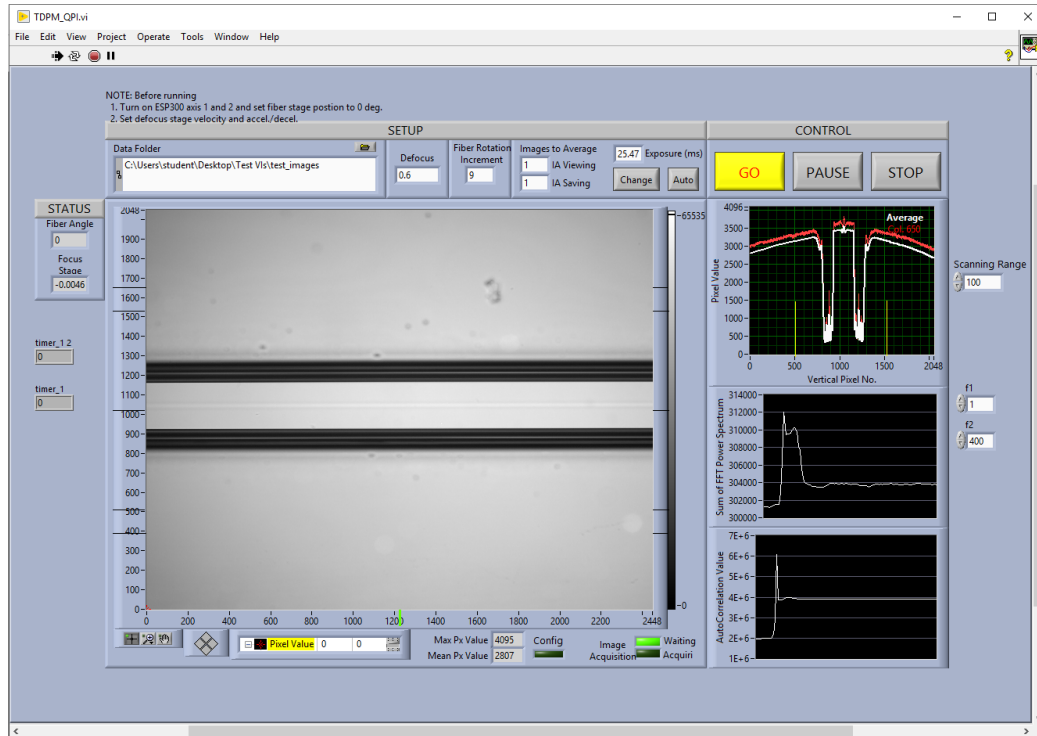 TDPM_QPI.vi
File Edit View Project Operate Tools Window Help
NOTE: Before running
1. Turn on ESP300 axis 1 and 2 and set fiber stage postion to 0 deg.
2. Set defocus stage velocity and accel./decel.
SETUP
Data Folder
C:\Users\student\Desktop\Test VIs\test_images
Defocus
0.6
Fiber Rotation
Increment
9
Images to Average
1 IA Viewing
1 IA Saving
25.47 Exposure (ms)
Change Auto
CONTROL
GO PAUSE STOP
STATUS
Fiber Angle
0
Focus
Stage
-0.0046
timer_1 2
0
timer_1
0
2048
1900
1800
1700
1600
1500
1400
1300
1200
1100
1000
900
800
700
600
500
400
300
200
100
0
0 200 400 600 800 1000 1200 1400 1600 1800 2000 2200 2448
65535
0
Pixel Value 0 0
Max Px Value 4095
Mean Px Value 2807
Config
Image
Acquisition
Waiting
Acquiri
Average
Col. 650
Pixel Value
4096
3500
3000
2500
2000
1500
1000
500
0
0 500 1000 1500 2048
Vertical Pixel No.
Scanning Range
100
Sum of FFT Power Spectrum
314000
312000
310000
308000
306000
304000
302000
300000
f1
1
f2
400
AutoCorrelation Value
7E+6
6E+6
5E+6
4E+6
3E+6
2E+6
1E+6